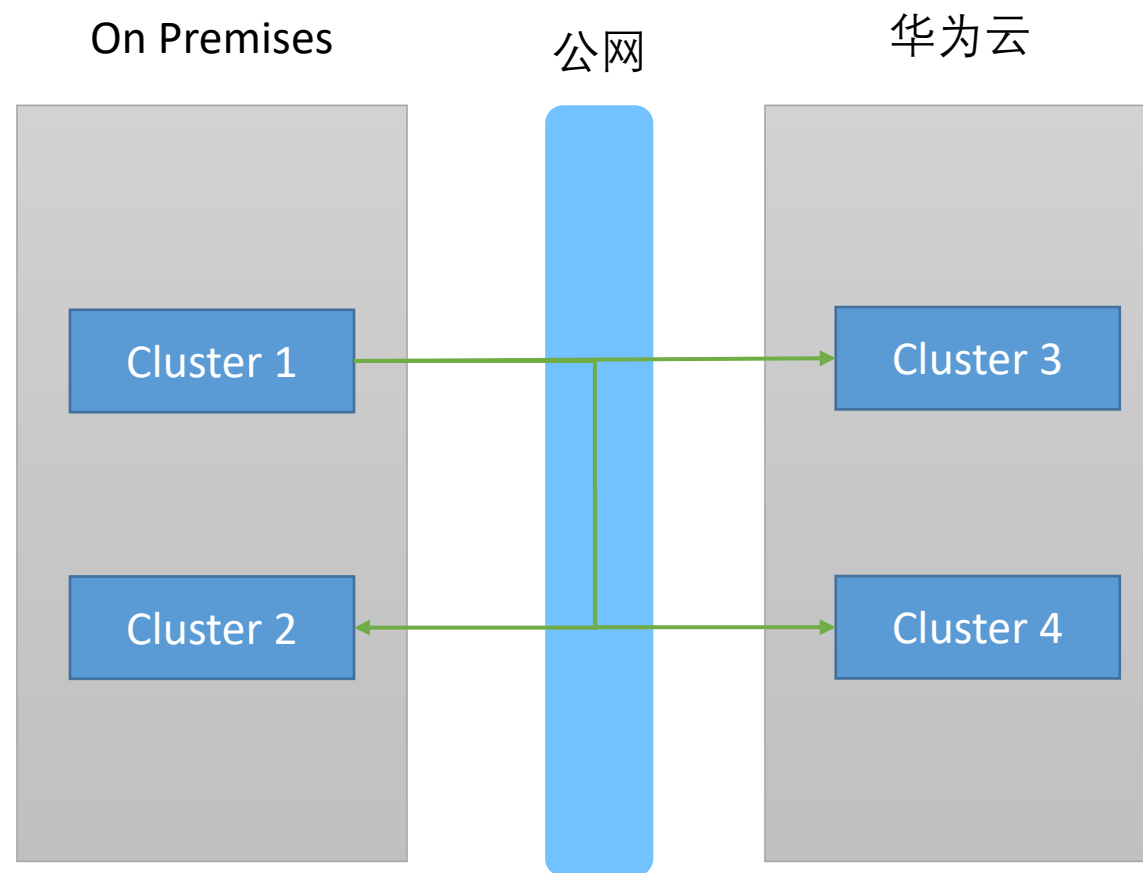 On Premises
公网
华为云
Cluster 1
Cluster 3
Cluster 2
Cluster 4